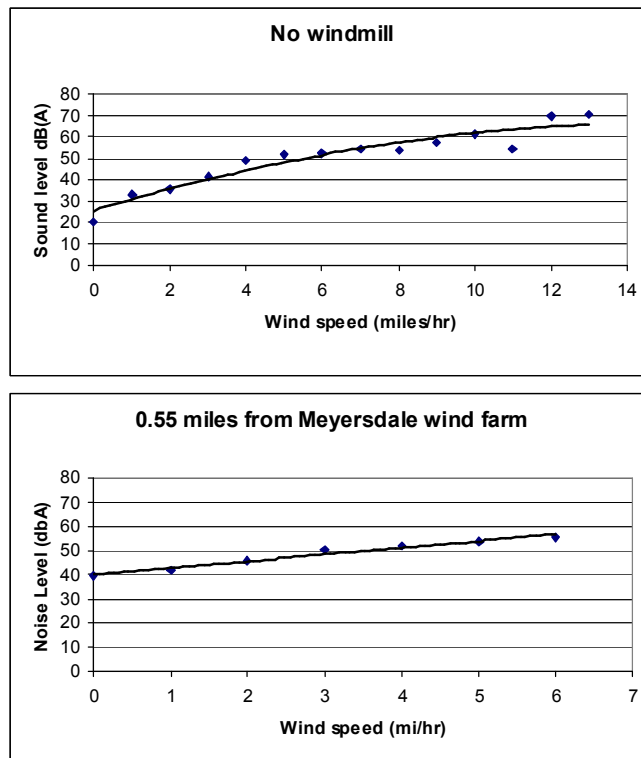 No windmill
Sound level dB(A)
80
70
60
50
40
30
20
10
0
0 2 4 6 8 10 12 14
Wind speed (miles/hr)
0.55 miles from Meyersdale wind farm
Noise Level (dbA)
80
70
60
50
40
30
20
10
0
0 1 2 3 4 5 6 7
Wind speed (mi/hr)